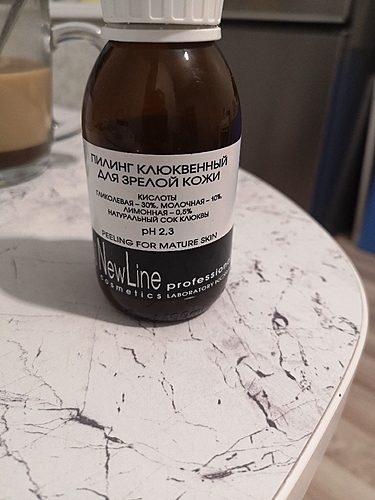 ПИЛИНГ КЛЮКВЕННЫЙ
ДЛЯ ЗРЕЛОЙ КОЖИ
КИСЛОТЫ
ГЛИКОЛЕВАЯ – 30%, МОЛОЧНАЯ – 10%,
ЛИМОННАЯ – 0.5%
НАТУРАЛЬНЫЙ СОК КЛЮКВЫ
pH 2,3
PEELING FOR MATURE SKIN
NewLine professional
cosmetics LABORATORY